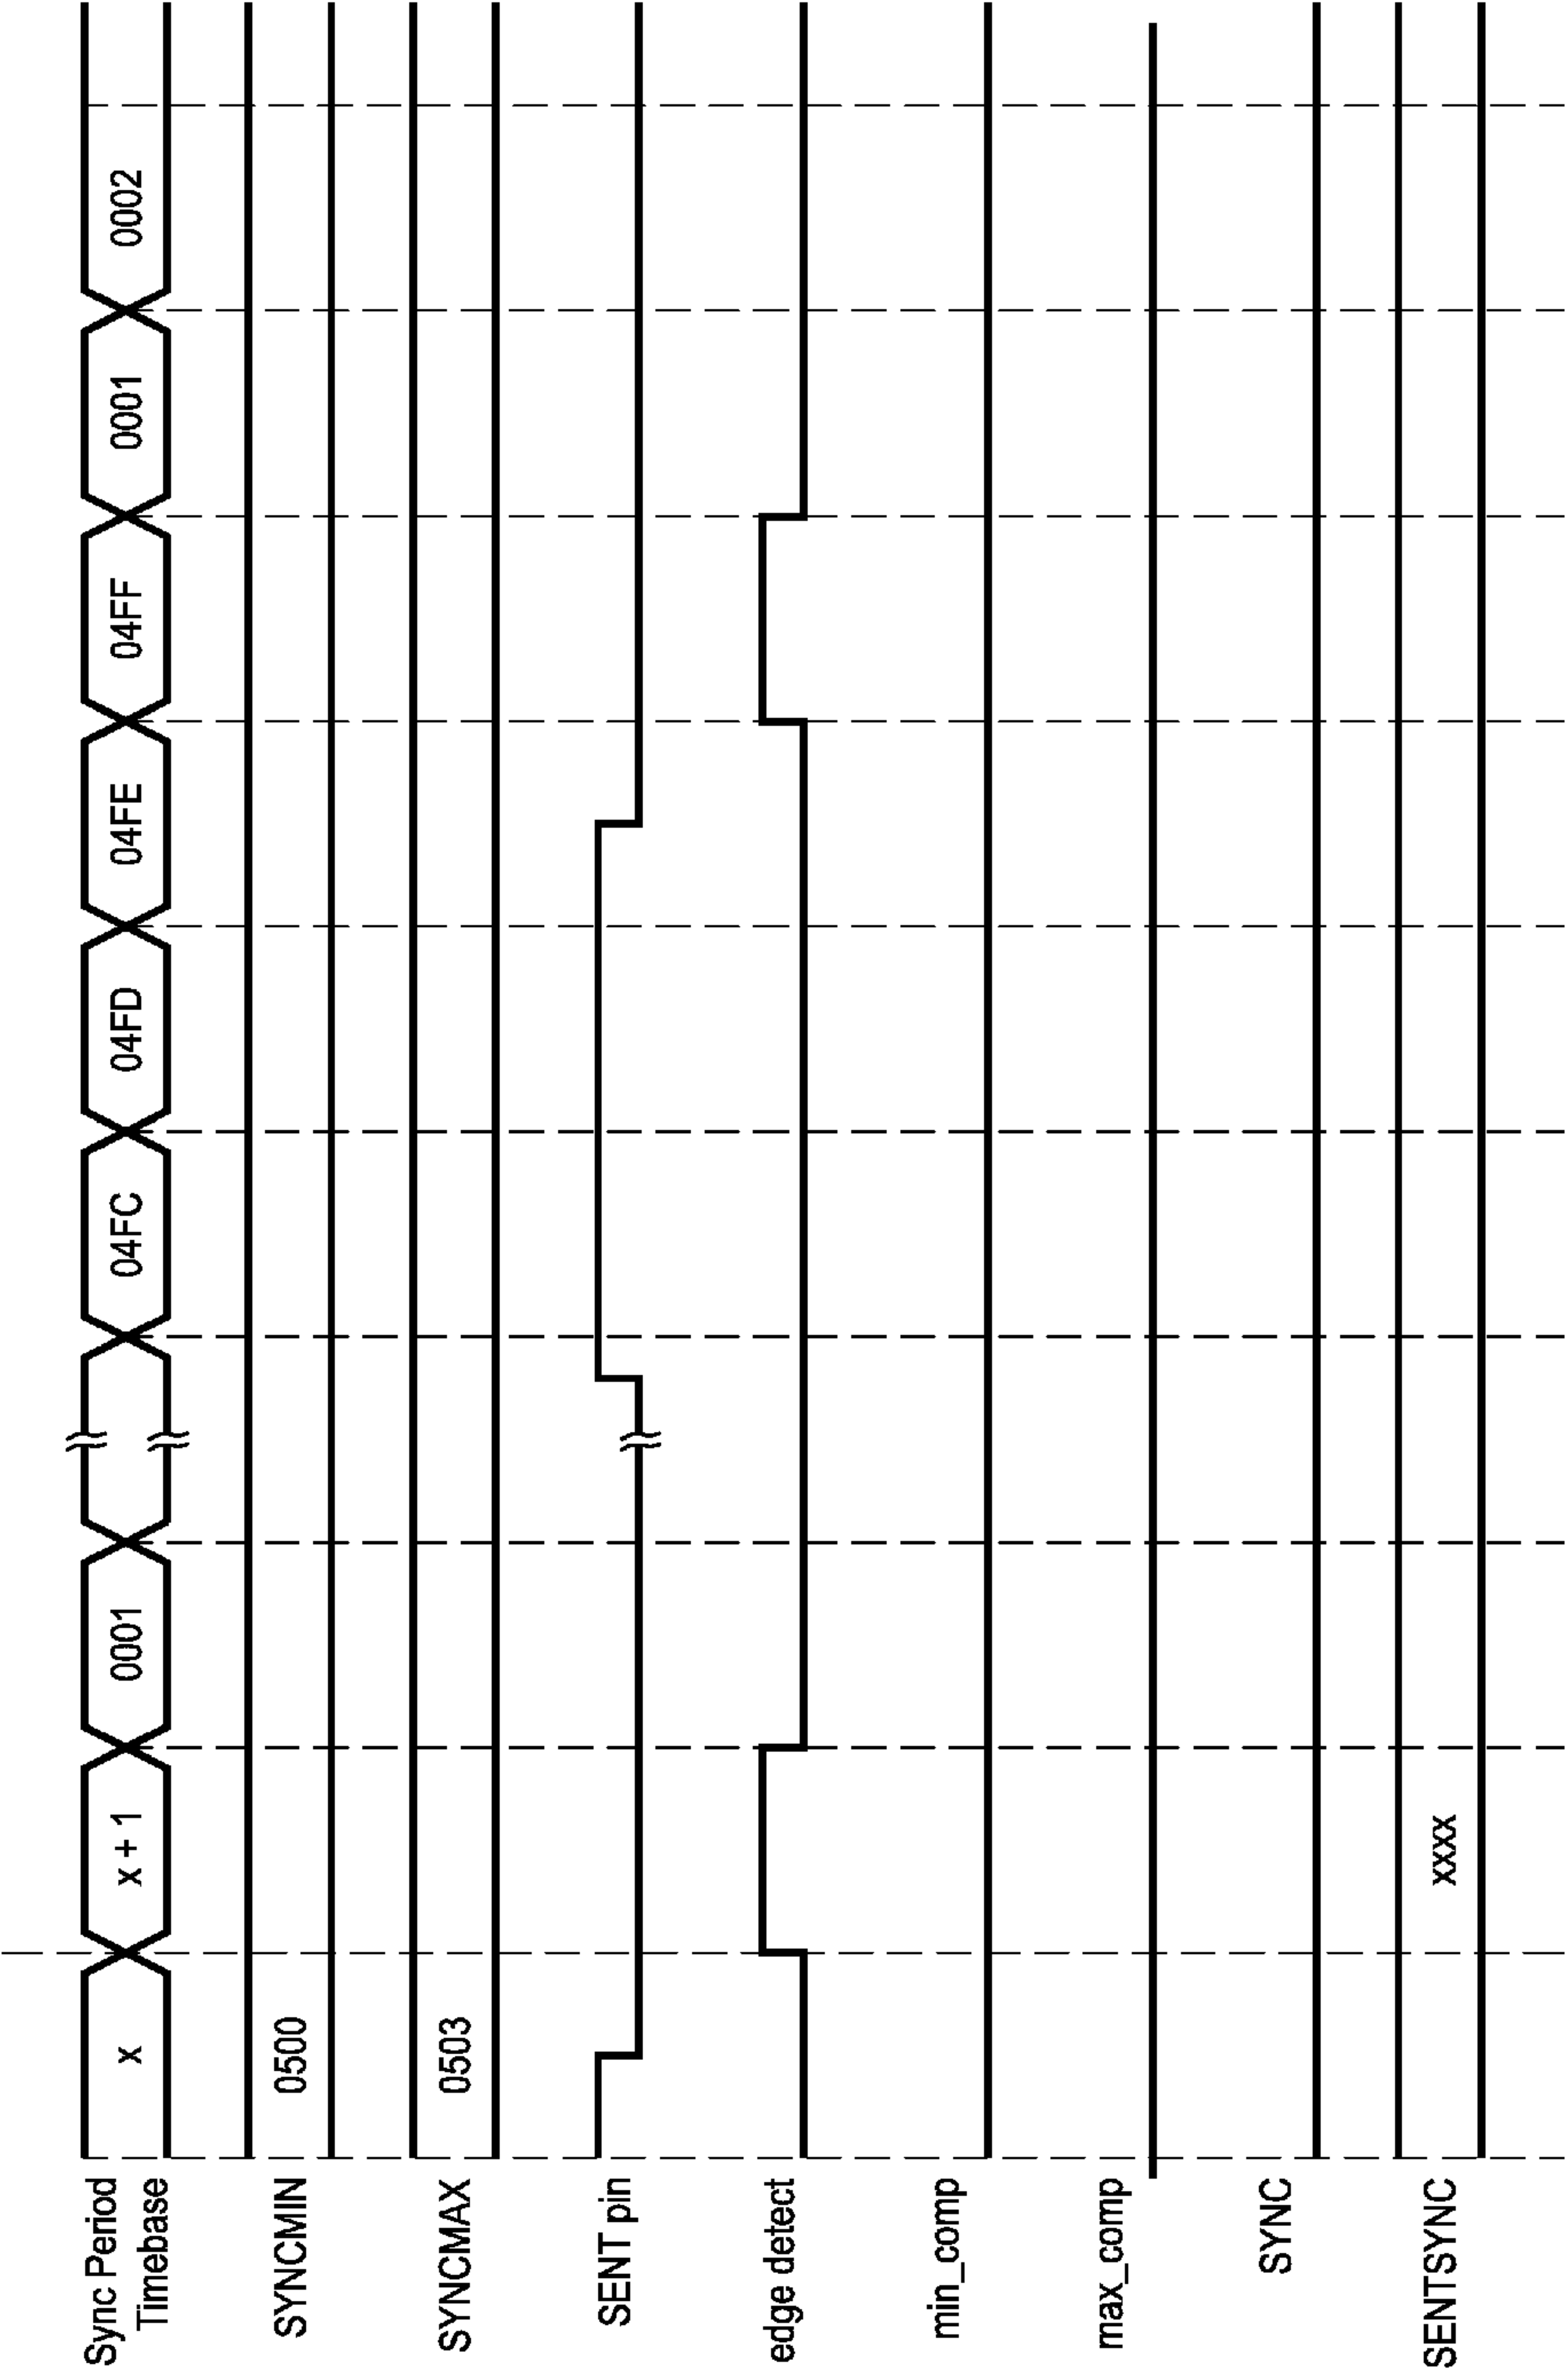 Sync Period
Timebase
x
x + 1
0001
04FC
04FD
04FE
04FF
0001
0002
SYNCMIN
0500
SYNCMAX
0503
SENT pin
edge detect
min_comp
max_comp
SYNC
SENTSYNC
xxxx